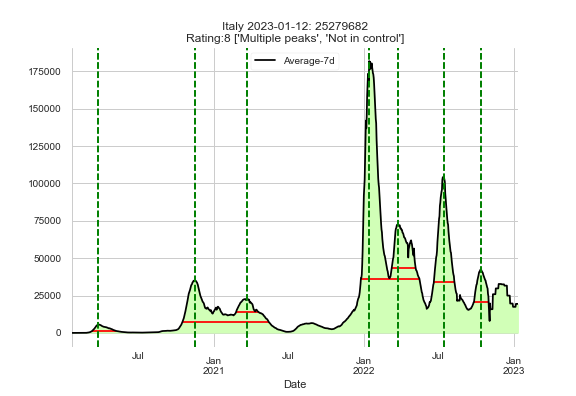 Italy 2023-01-12: 25279682
Rating:8 ['Multiple peaks', 'Not in control']
Average-7d
175000
150000
125000
100000
75000
50000
25000
0
Jul
Jan
2021
Jul
Jan
2022
Jul
Jan
2023
Date